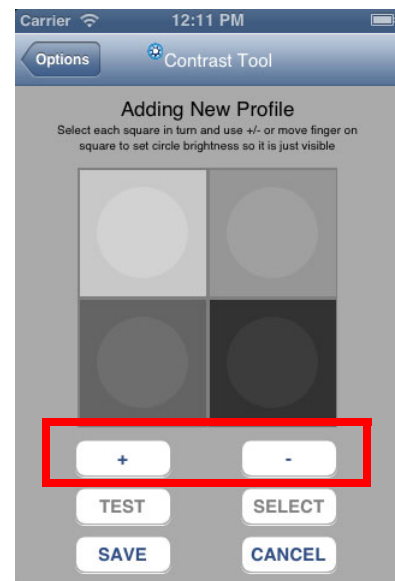 Carrier 12:11 PM
Options Contrast Tool
Adding New Profile
Select each square in turn and use +/- or move finger on
square to set circle brightness so it is just visible
+ -
TEST SELECT
SAVE CANCEL